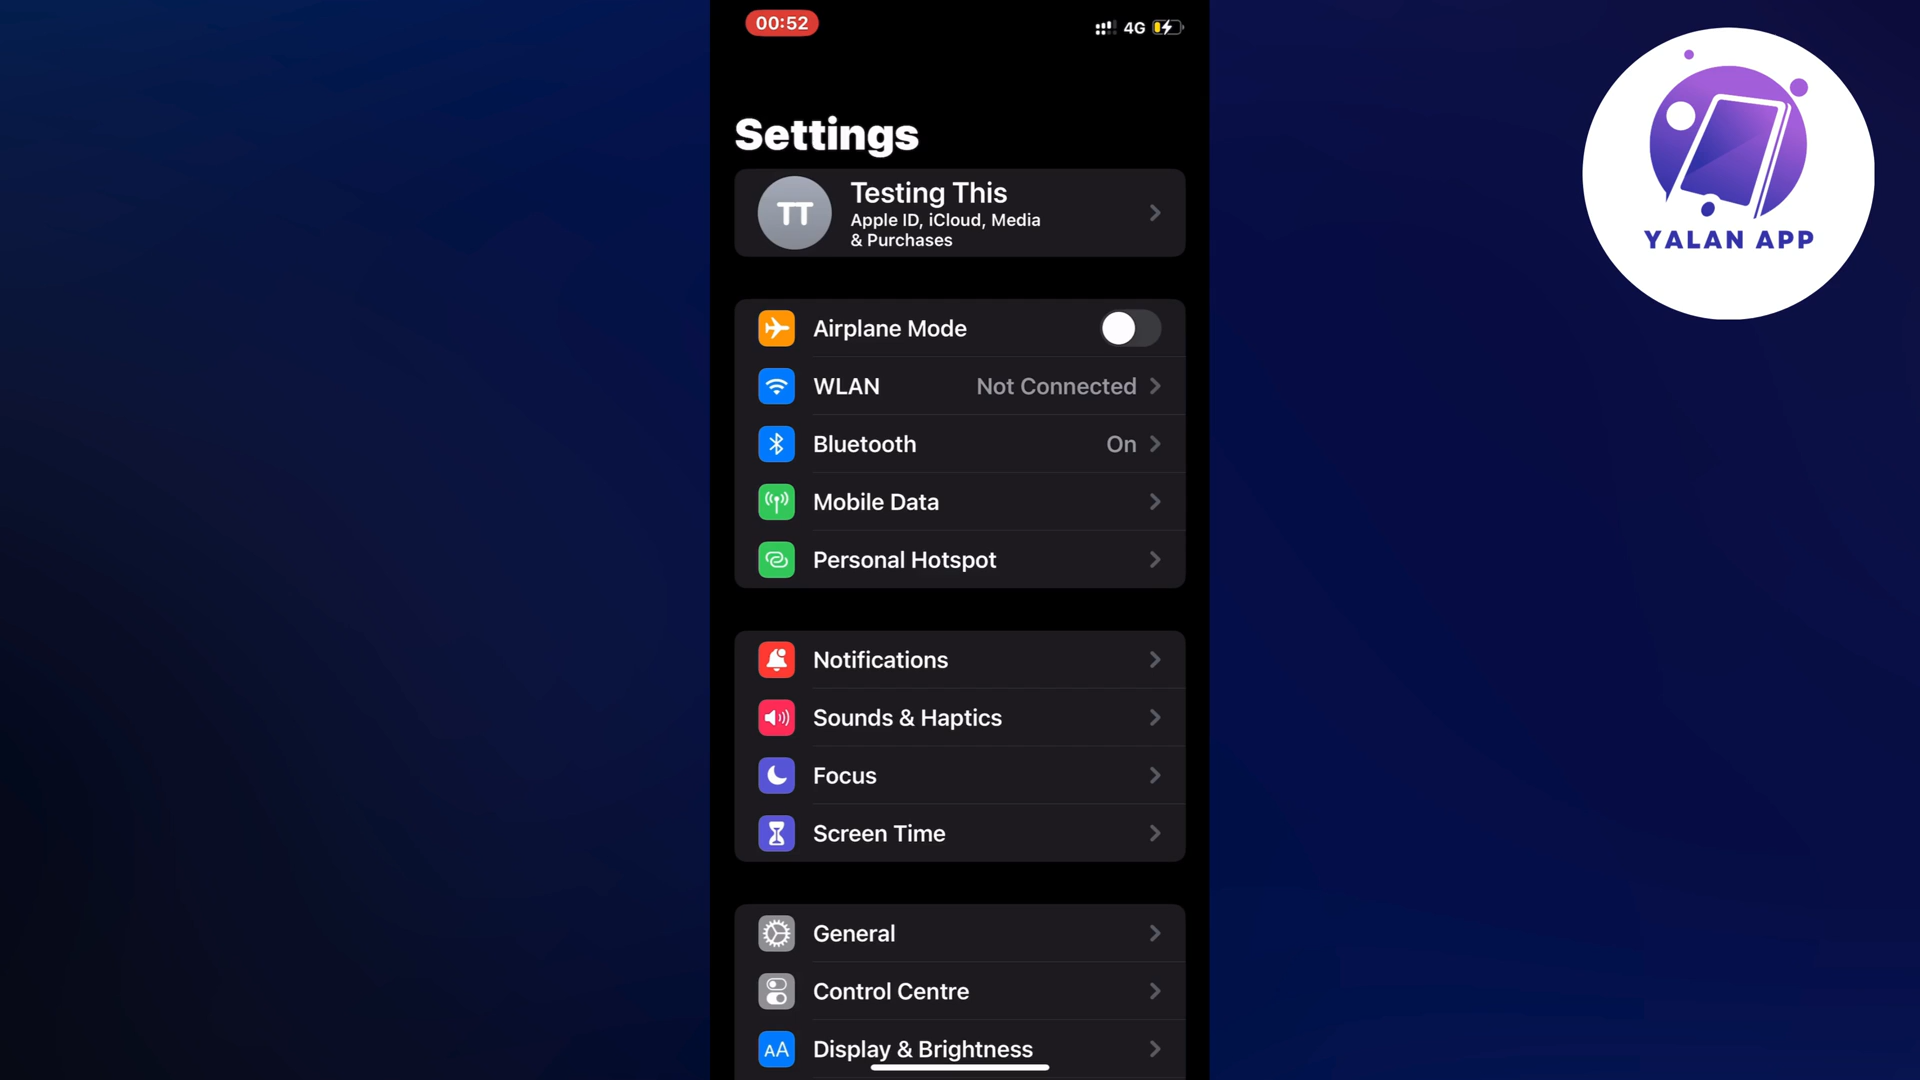 00:52
4G
Settings
TT
Testing This
Apple ID, iCloud, Media
& Purchases
Airplane Mode
WLAN Not Connected
Bluetooth On
Mobile Data
Personal Hotspot
Notifications
Sounds & Haptics
Focus
Screen Time
General
Control Centre
AA Display & Brightness
YALAN APP